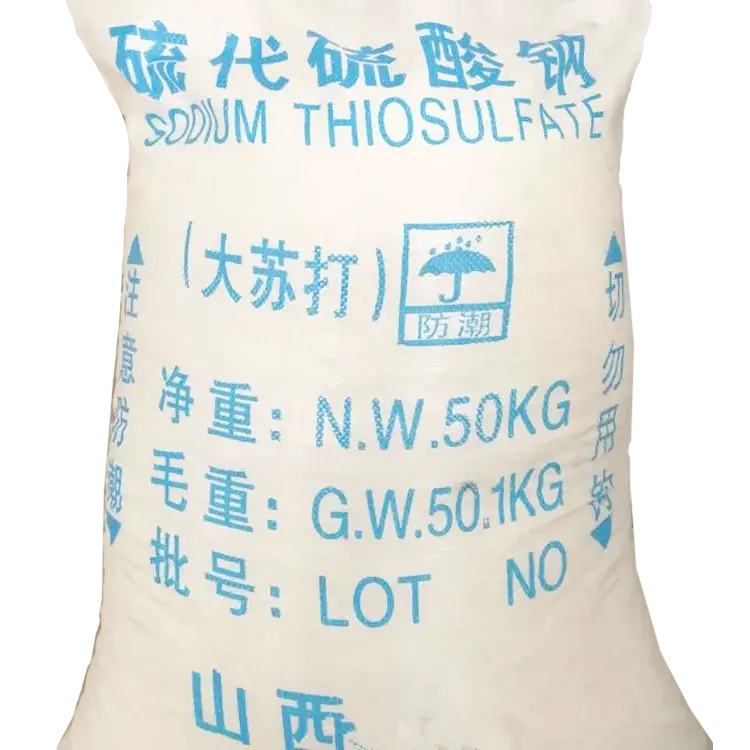 硫代硫酸钠
SODIUM THIOSULFATE
(大苏打)
防潮
注意防潮
切勿用钩
净重：N.W.50KG
毛重：G.W.50.1KG
批号：LOT NO
山西